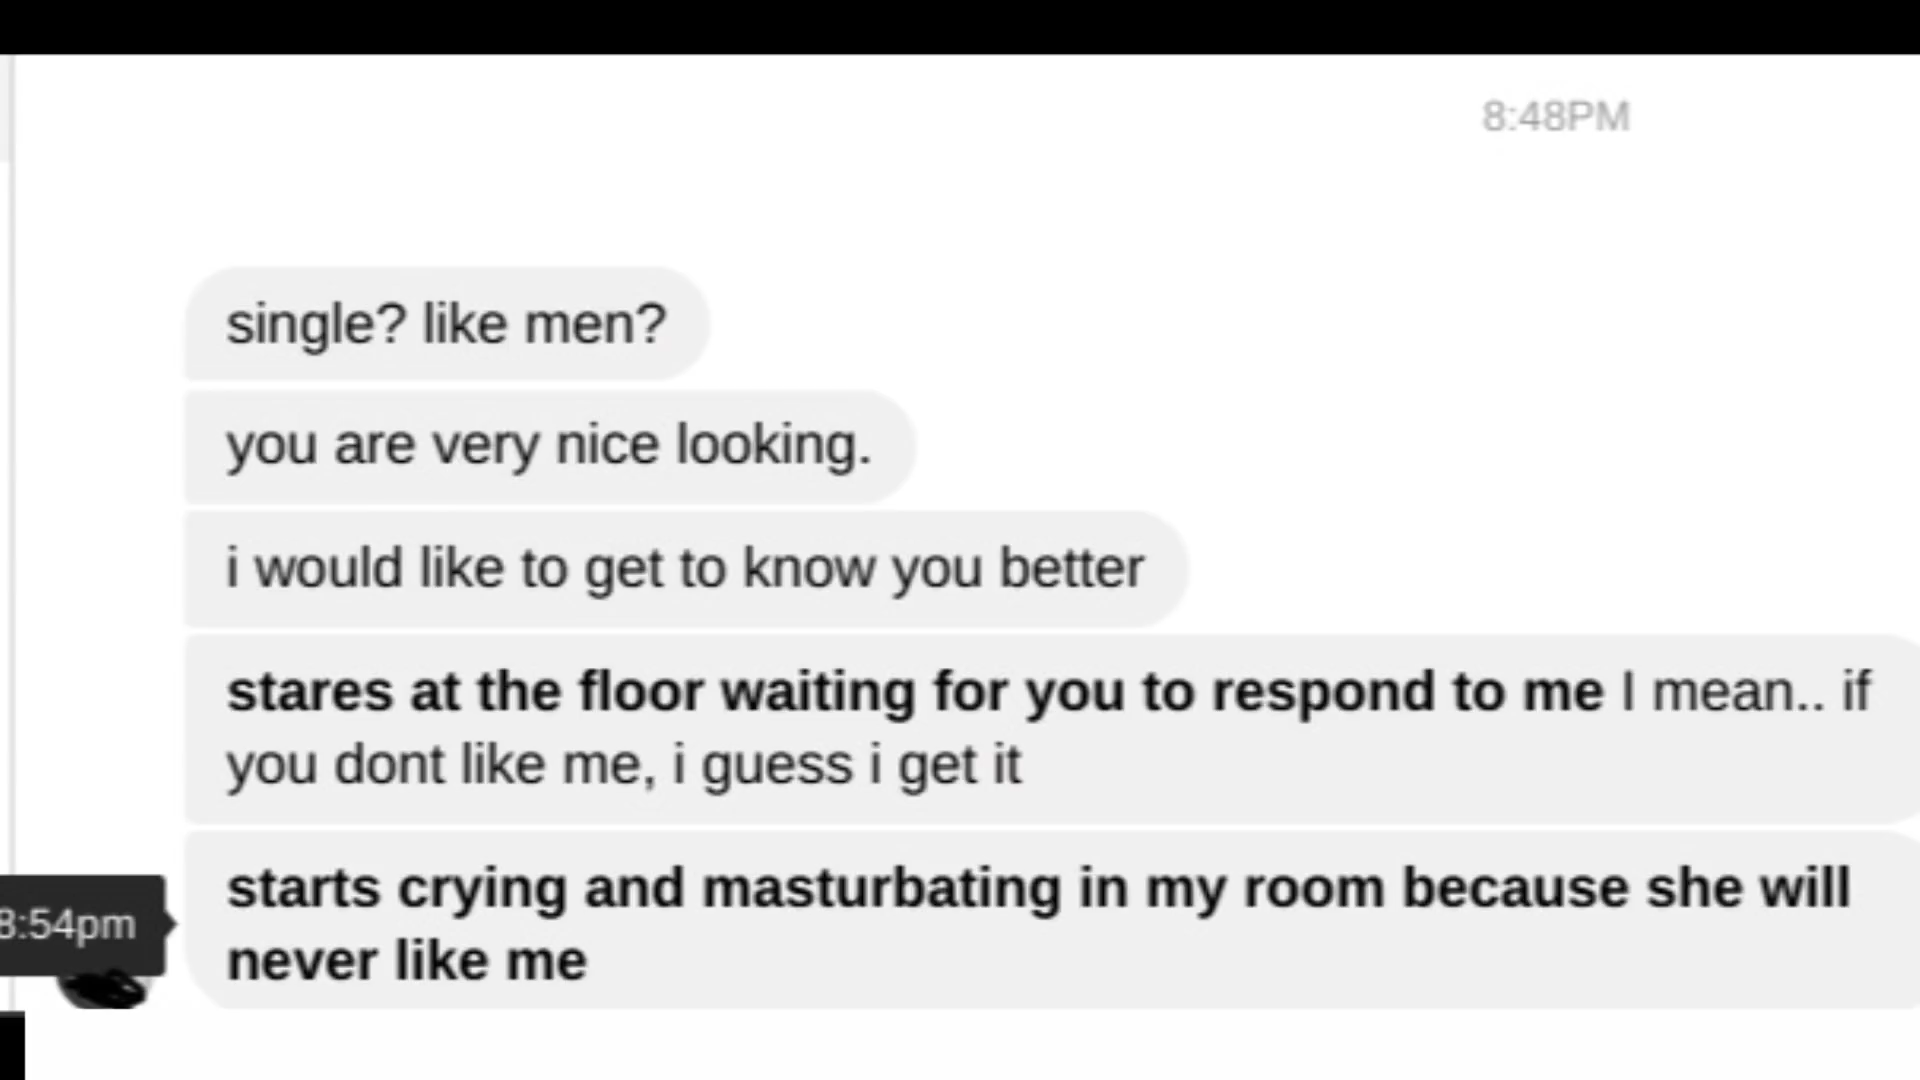 8:48PM
single? like men?
you are very nice looking.
i would like to get to know you better
stares at the floor waiting for you to respond to me I mean.. if
you dont like me, i guess i get it
starts crying and masturbating in my room because she will
never like me
8:54pm